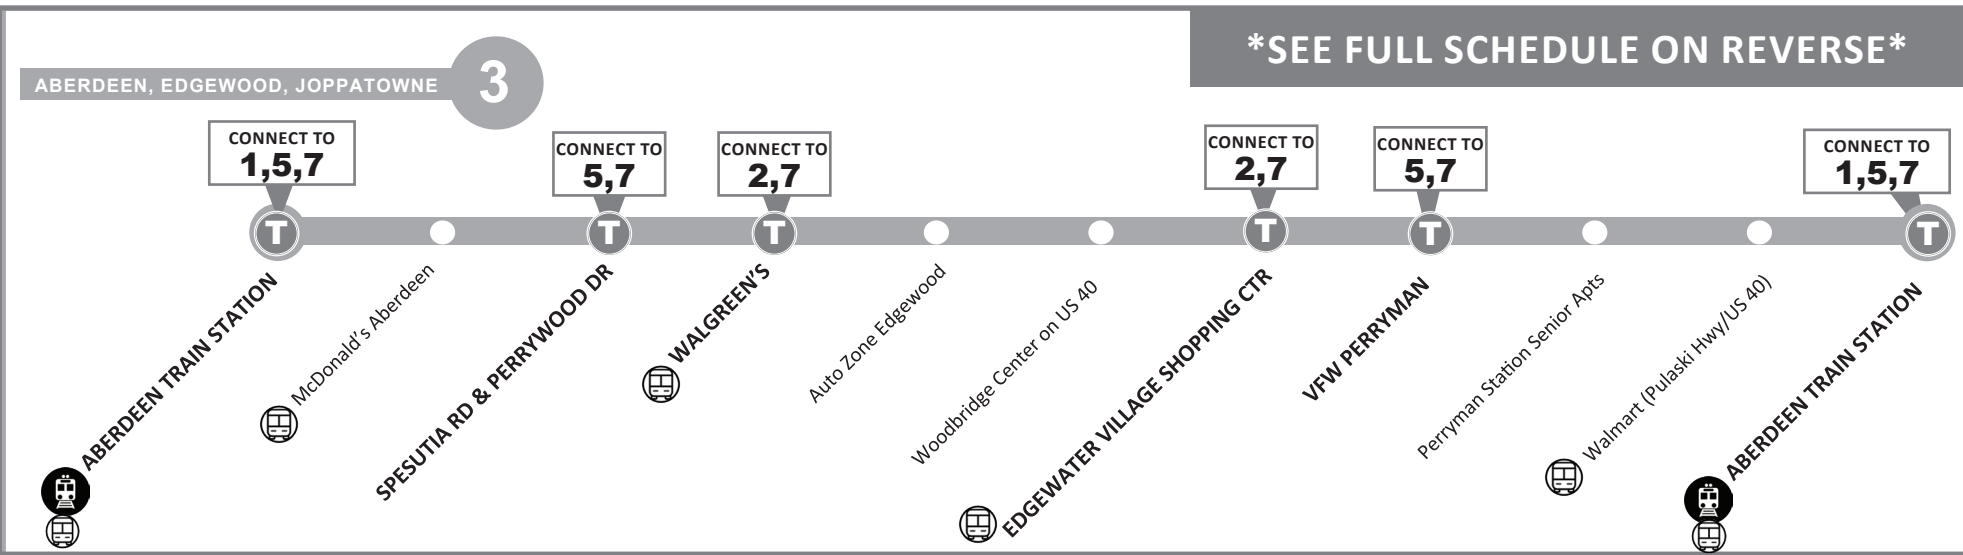 *SEE FULL SCHEDULE ON REVERSE*
ABERDEEN, EDGEWOOD, JOPPATOWNE
3
CONNECT TO
1,5,7
CONNECT TO
5,7
CONNECT TO
2,7
CONNECT TO
2,7
CONNECT TO
5,7
CONNECT TO
1,5,7
T
T
T
T
T
T
ABERDEEN TRAIN STATION
McDonald's Aberdeen
SPESUTIA RD & PERRYWOOD DR
WALGREEN'S
Auto Zone Edgewood
Woodbridge Center on US 40
EDGEWATER VILLAGE SHOPPING CTR
VFW PERRYMAN
Perryman Station Senior Apts
Walmart (Pulaski Hwy/US 40)
ABERDEEN TRAIN STATION